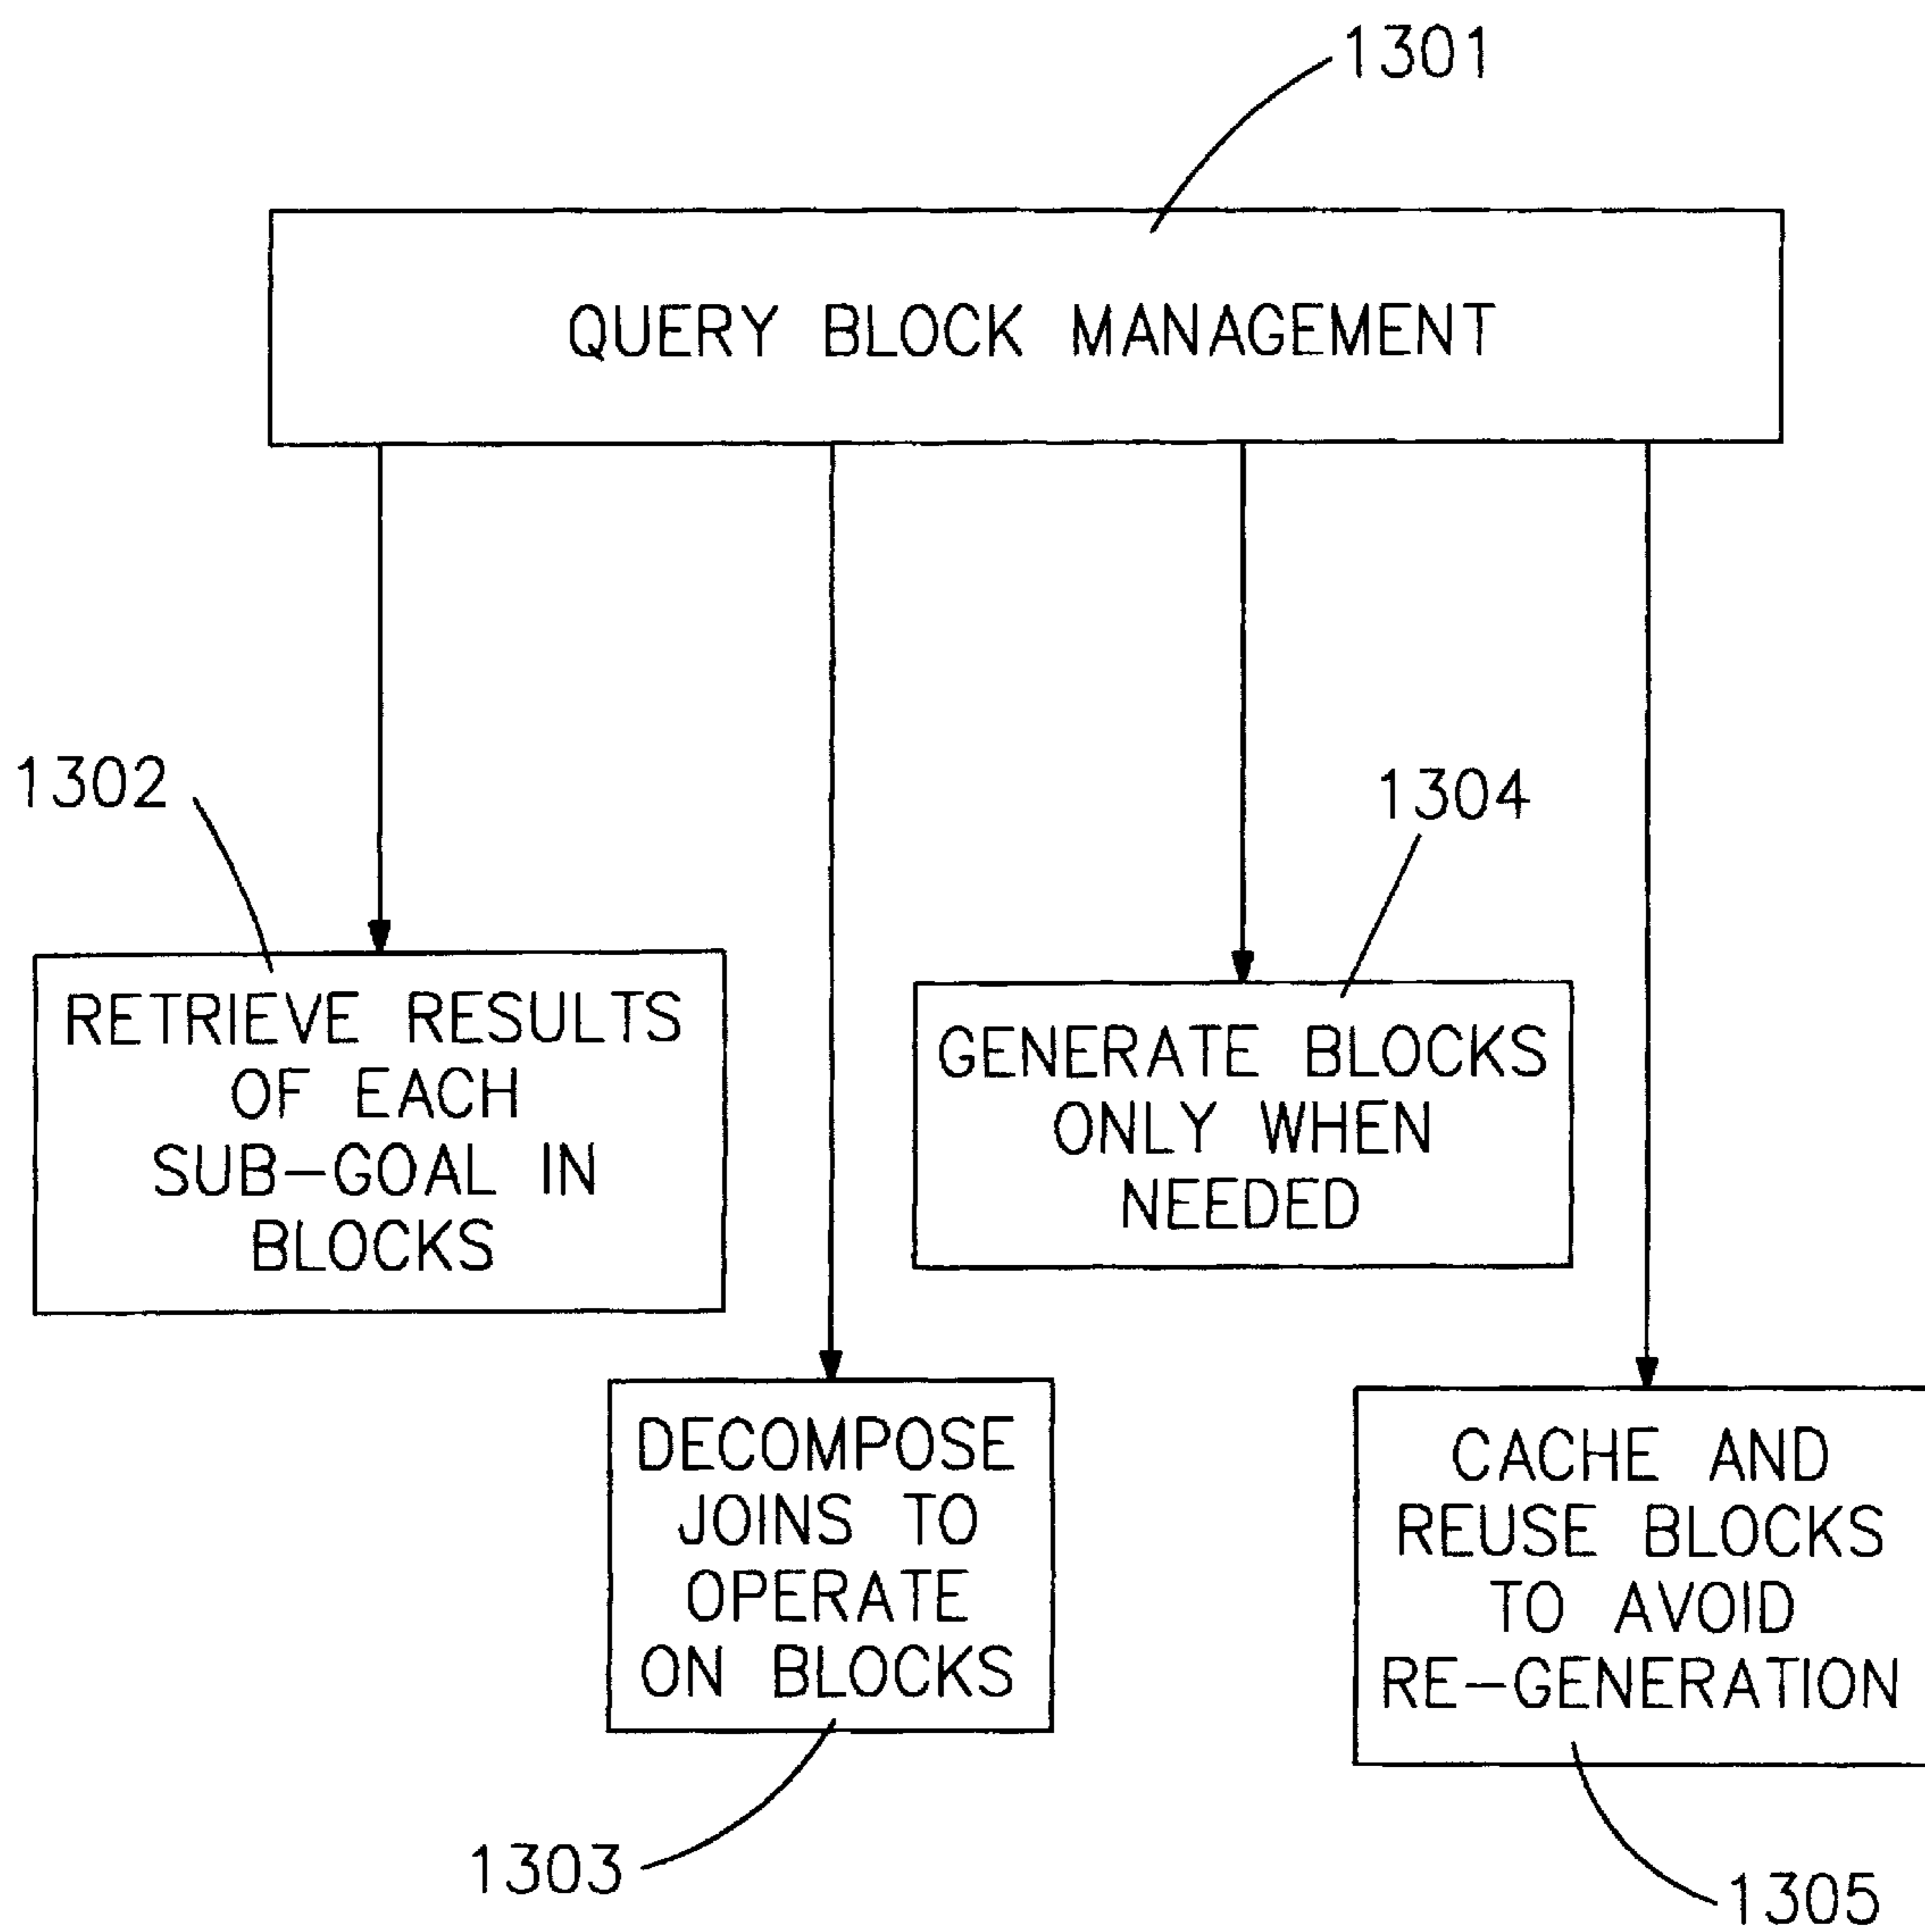 1301
QUERY BLOCK MANAGEMENT
1302
1304
RETRIEVE RESULTS
OF EACH
SUB-GOAL IN
BLOCKS
GENERATE BLOCKS
ONLY WHEN
NEEDED
DECOMPOSE
JOINS TO
OPERATE
ON BLOCKS
CACHE AND
REUSE BLOCKS
TO AVOID
RE-GENERATION
1303
1305